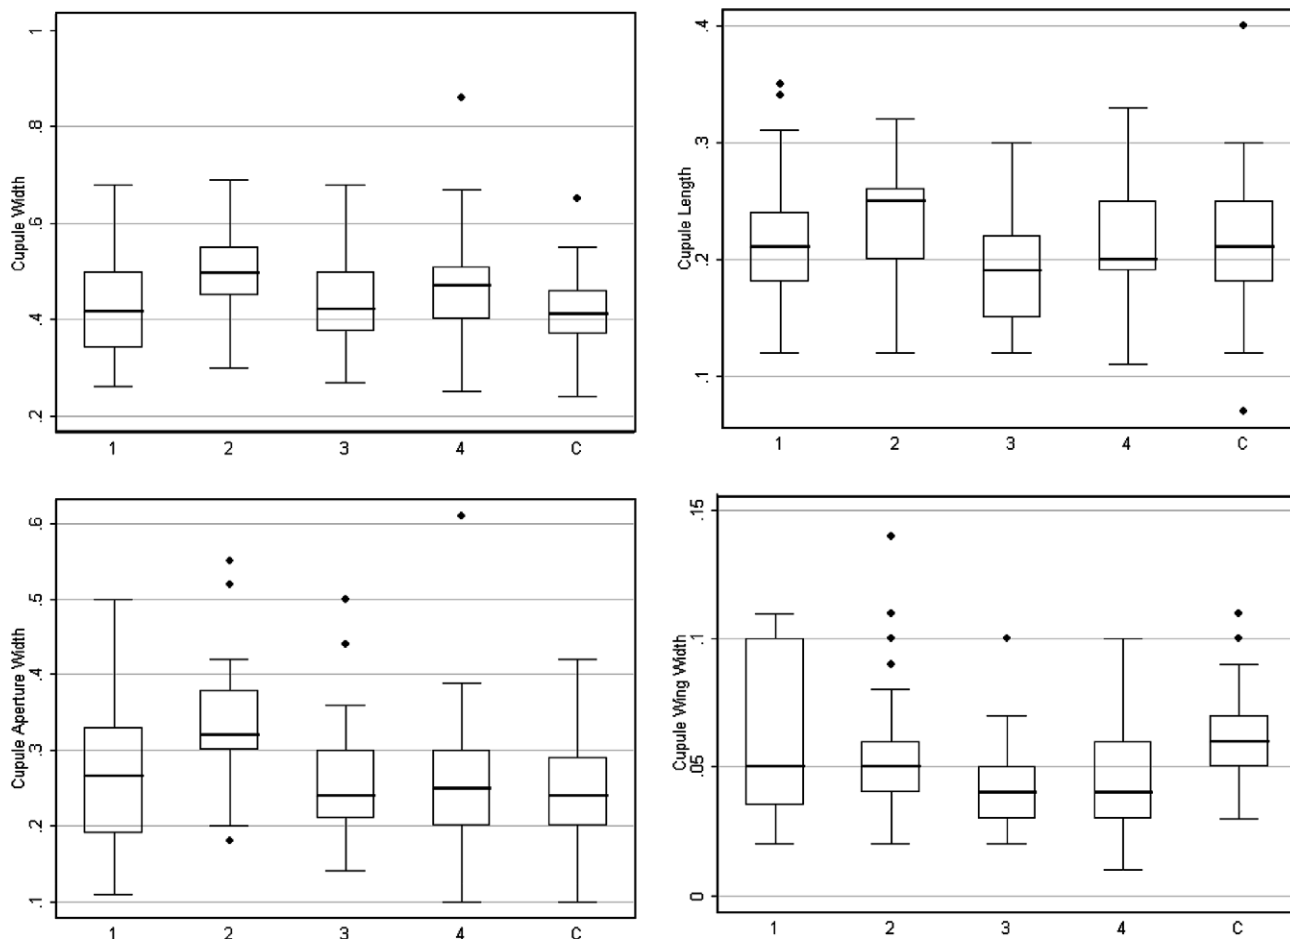 Cupule Width
1
.8
.6
.4
.2
1 2 3 4 C
Cupule Length
.4
.3
.2
.1
1 2 3 4 C
Cupule Aperture Width
.6
.5
.4
.3
.2
.1
1 2 3 4 C
Cupule Wing Width
.15
.1
.05
0
1 2 3 4 C